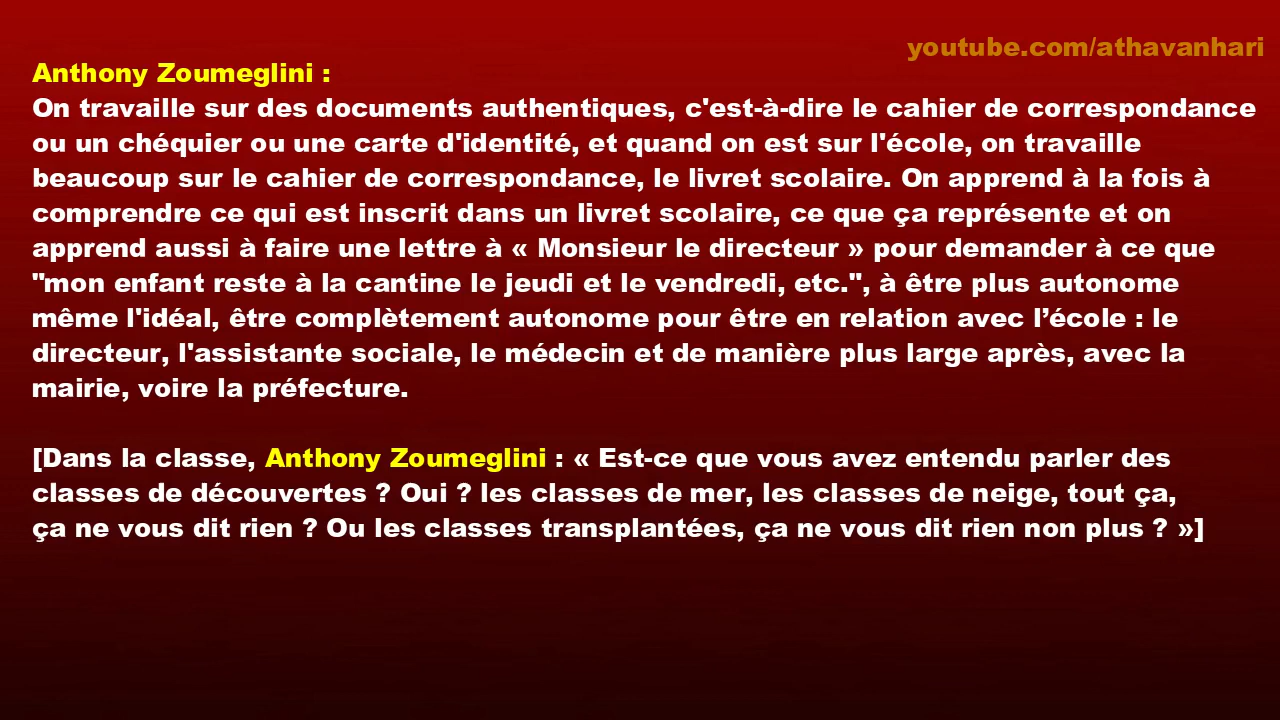 youtube.com/athavanhari
Anthony Zoumeglini :
On travaille sur des documents authentiques, c'est-à-dire le cahier de correspondance
ou un chéquier ou une carte d'identité, et quand on est sur l'école, on travaille
beaucoup sur le cahier de correspondance, le livret scolaire. On apprend à la fois à
comprendre ce qui est inscrit dans un livret scolaire, ce que ça représente et on
apprend aussi à faire une lettre à « Monsieur le directeur » pour demander à ce que
"mon enfant reste à la cantine le jeudi et le vendredi, etc.", à être plus autonome
même l'idéal, être complètement autonome pour être en relation avec l’école : le
directeur, l'assistante sociale, le médecin et de manière plus large après, avec la
mairie, voire la préfecture.
[Dans la classe, Anthony Zoumeglini : « Est-ce que vous avez entendu parler des
classes de découvertes ? Oui ? les classes de mer, les classes de neige, tout ça,
ça ne vous dit rien ? Ou les classes transplantées, ça ne vous dit rien non plus ? »]